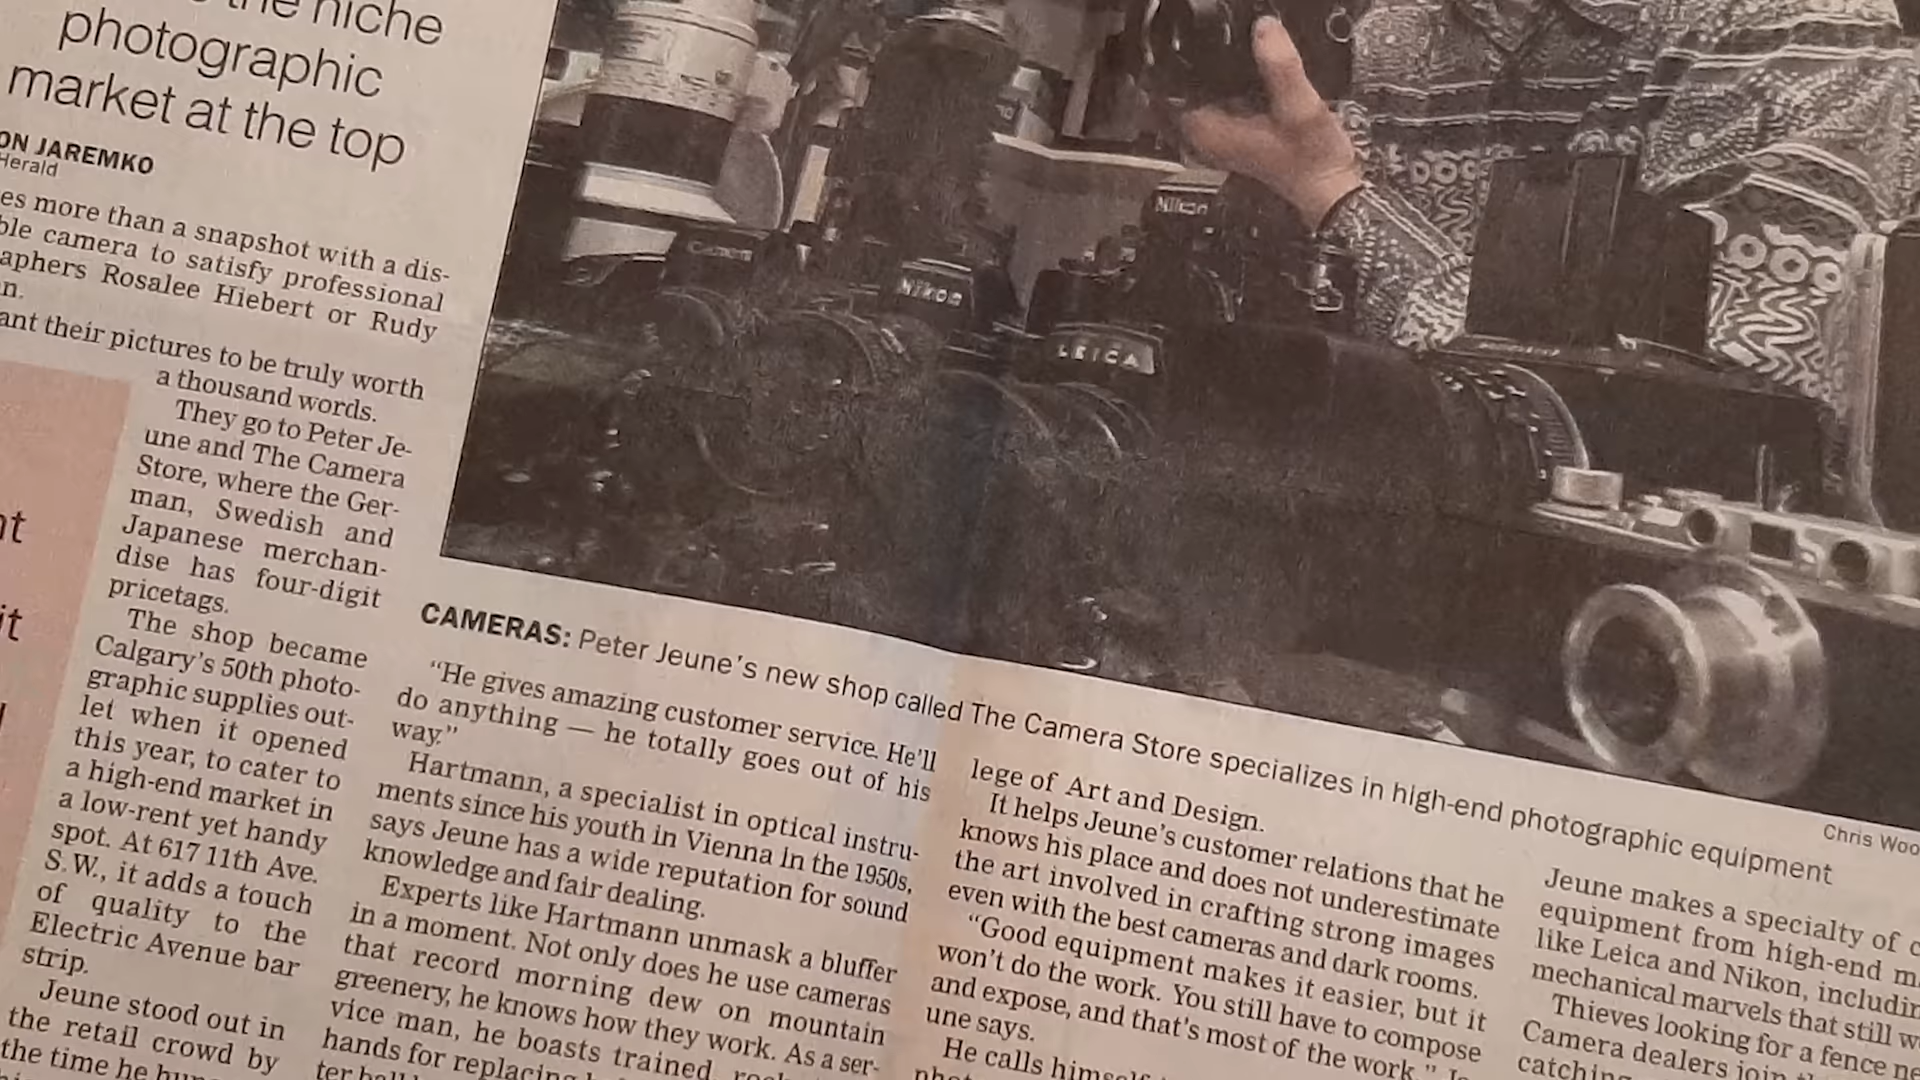 the niche
photographic
market at the top
ON JAREMKO
Herald
es more than a snapshot with a dis-
ble camera to satisfy professional
aphers Rosalee Hiebert or Rudy
n.
ant their pictures to be truly worth
a thousand words.
They go to Peter Je-
une and The Camera
Store, where the Ger-
man, Swedish and
Japanese merchan-
dise has four-digit
pricetags.
The shop became
Calgary's 50th photo-
graphic supplies out-
let when it opened
this year, to cater to
a high-end market in
a low-rent yet handy
spot. At 617 11th Ave.
S.W., it adds a touch
of quality to the
Electric Avenue bar
strip.
Jeune stood out in
the retail crowd by
the time he hung
nt
it
Canon
Nikon
LEICA
Nikon
CAMERAS: Peter Jeune's new shop called The Camera Store specializes in high-end photographic equipment
Chris Woo
"He gives amazing customer service. He'll
do anything — he totally goes out of his
way."
Hartmann, a specialist in optical instru-
ments since his youth in Vienna in the 1950s,
says Jeune has a wide reputation for sound
knowledge and fair dealing.
Experts like Hartmann unmask a bluffer
in a moment. Not only does he use cameras
that record morning dew on mountain
greenery, he knows how they work. As a ser-
vice man, he boasts trained,
hands for replacing
lege of Art and Design.
It helps Jeune's customer relations that he
knows his place and does not underestimate
the art involved in crafting strong images
even with the best cameras and dark rooms.
"Good equipment makes it easier, but it
won't do the work. You still have to compose
and expose, and that's most of the work." Je-
une says.
He calls himself
Jeune makes a specialty of c
equipment from high-end m
like Leica and Nikon, includin
mechanical marvels that still w
Thieves looking for a fence ne
Camera dealers join th
catching